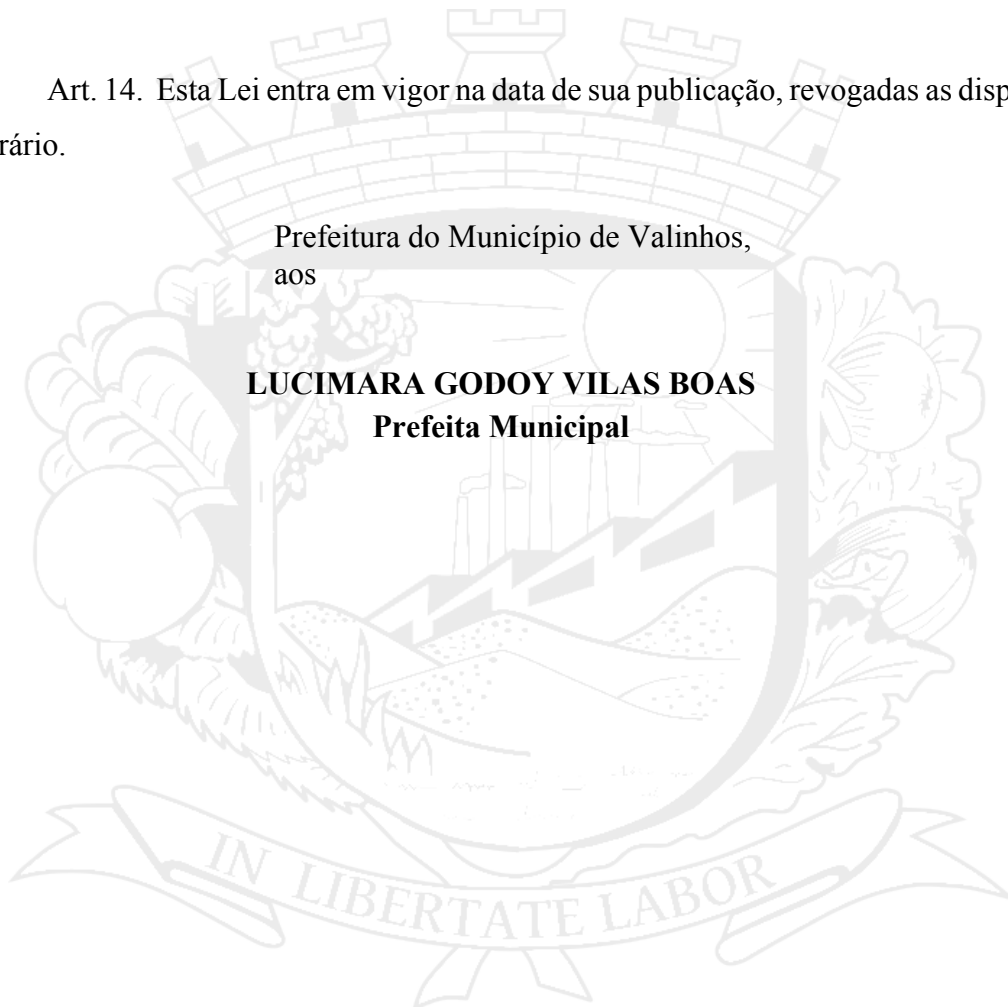 Art. 14. Esta Lei entra em vigor na data de sua publicação, revogadas as disp
rário.
Prefeitura do Município de Valinhos,
aos
LUCIMARA GODOY VILAS BOAS
Prefeita Municipal
IN LIBERTATE LABOR